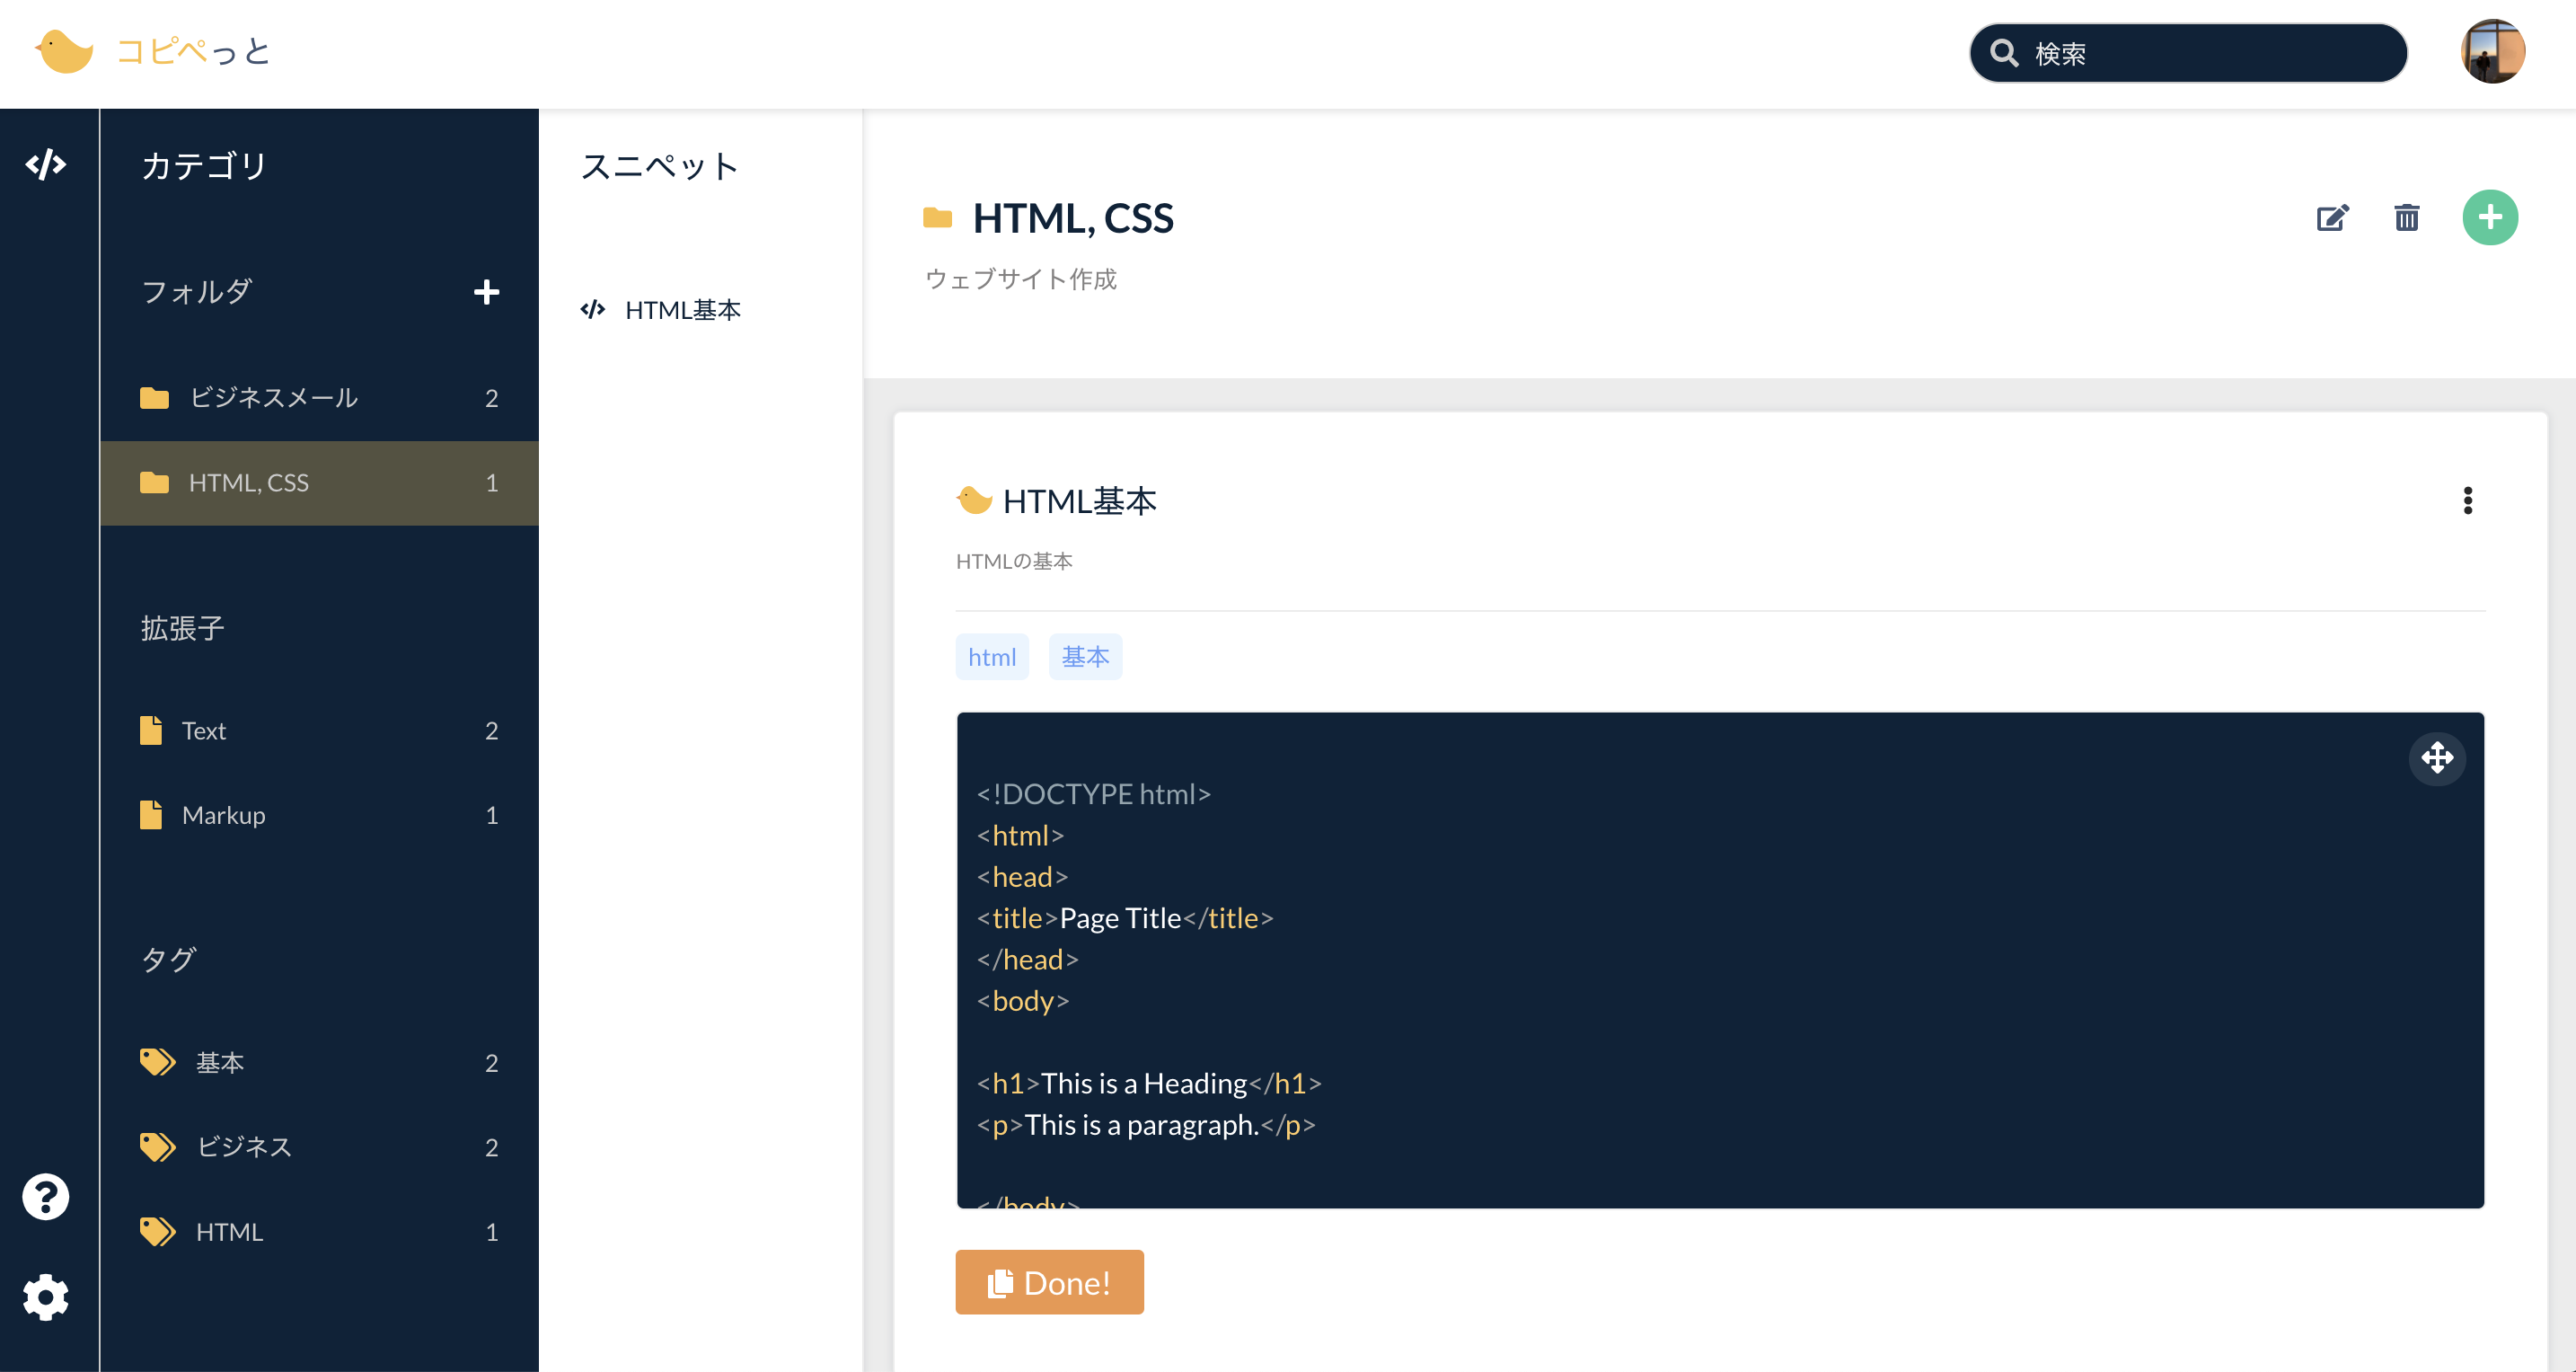 コピペっと
検索
カテゴリ
フォルダ
ビジネスメール 2
HTML, CSS 1
拡張子
Text 2
Markup 1
タグ
基本 2
ビジネス 2
HTML 1
スニペット
HTML基本
HTML, CSS
ウェブサイト作成
HTML基本
HTMLの基本
html 基本
<!DOCTYPE html>
<html>
<head>
<title>Page Title</title>
</head>
<body>
<h1>This is a Heading</h1>
<p>This is a paragraph.</p>
</body>
Done!